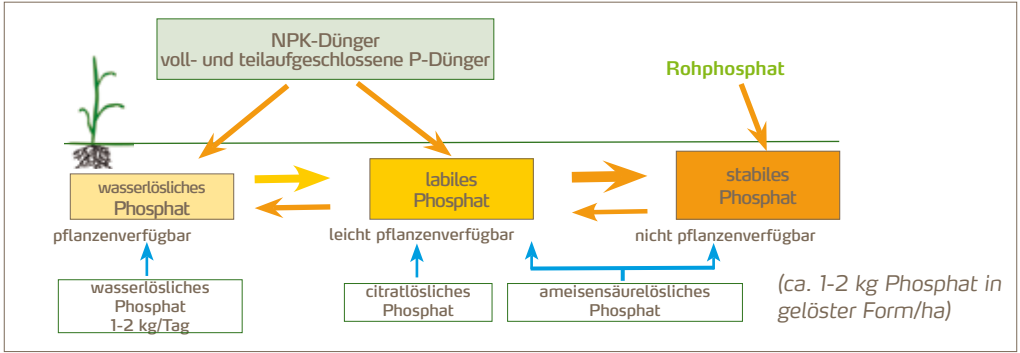 NPK-Dünger
voll- und teilaufgeschlossene P-Dünger
Rohphosphat
wasserlösliches
Phosphat
labiles
Phosphat
stabiles
Phosphat
pflanzenverfügbar
leicht pflanzenverfügbar
nicht pflanzenverfügbar
wasserlösliches
Phosphat
1-2 kg/Tag
citratlösliches
Phosphat
ameisensäurelösliches
Phosphat
(ca. 1-2 kg Phosphat in
gelöster Form/ha)